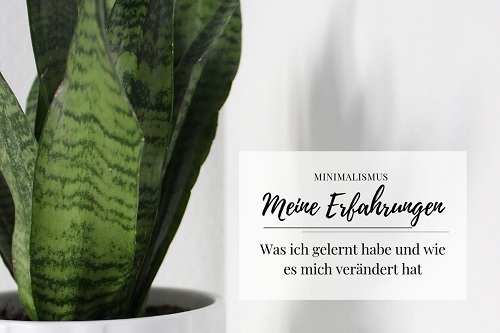 MINIMALISMUS
Meine Erfahrungen
Was ich gelernt habe und wie
es mich verändert hat